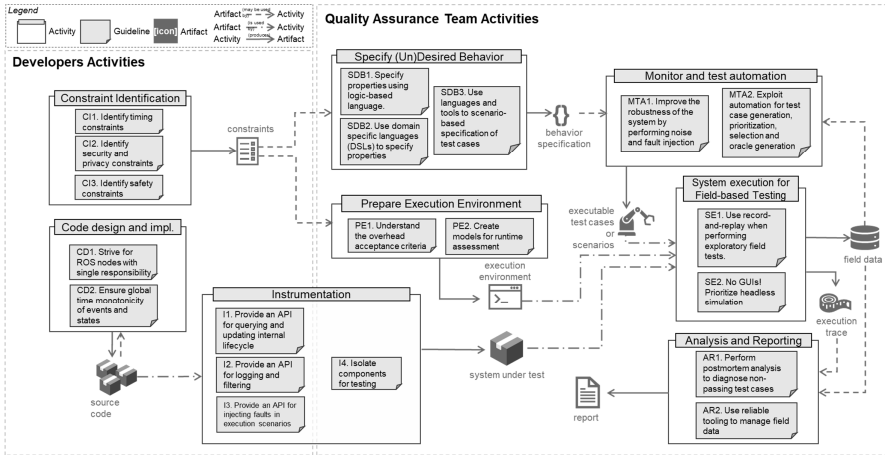 Legend
Activity
Guideline
[Icon]
Artifact
Artifact (may be used by) Activity
Artifact (is used by) Activity
Activity (produces) Artifact
Developers Activities
Constraint Identification
CI1. Identify timing
constraints
CI2. Identify
security and
privacy constraints
CI3. Identify safety
constraints
constraints
Code design and impl.
CD1. Strive for
ROS nodes with
single responsibility
CD2. Ensure global
time monotonicity
of events and
states
source
code
Instrumentation
I1. Provide an API
for querying and
updating internal
lifecycle
I2. Provide an API
for logging and
filtering
I3. Provide an API for
injecting faults in
execution scenarios
I4. Isolate
components
for testing
Quality Assurance Team Activities
Specify (Un)Desired Behavior
SDB1. Specify
properties using
logic-based
language.
SDB2. Use domain
specific languages
(DSLs) to specify
properties
SDB3. Use
languages and
tools to scenario-
based
specification of
test cases
{}
behavior
specification
Monitor and test automation
MTA1. Improve the
robustness of the
system by
performing noise
and fault injection
MTA2. Exploit
automation for test
case generation,
prioritization,
selection and
oracle generation
Prepare Execution Environment
PE1. Understand
the overhead
acceptance criteria
PE2. Create
models for runtime
assessment
execution
environment
executable
test cases
or
scenarios
system under test
System execution for
Field-based Testing
SE1. Use record-
and-replay when
performing
exploratory field
tests.
SE2. No GUIs!
Prioritize headless
simulation
field data
execution
trace
Analysis and Reporting
AR1. Perform
postmortem analysis
to diagnose non-
passing test cases
AR2. Use reliable
tooling to manage field
data
report